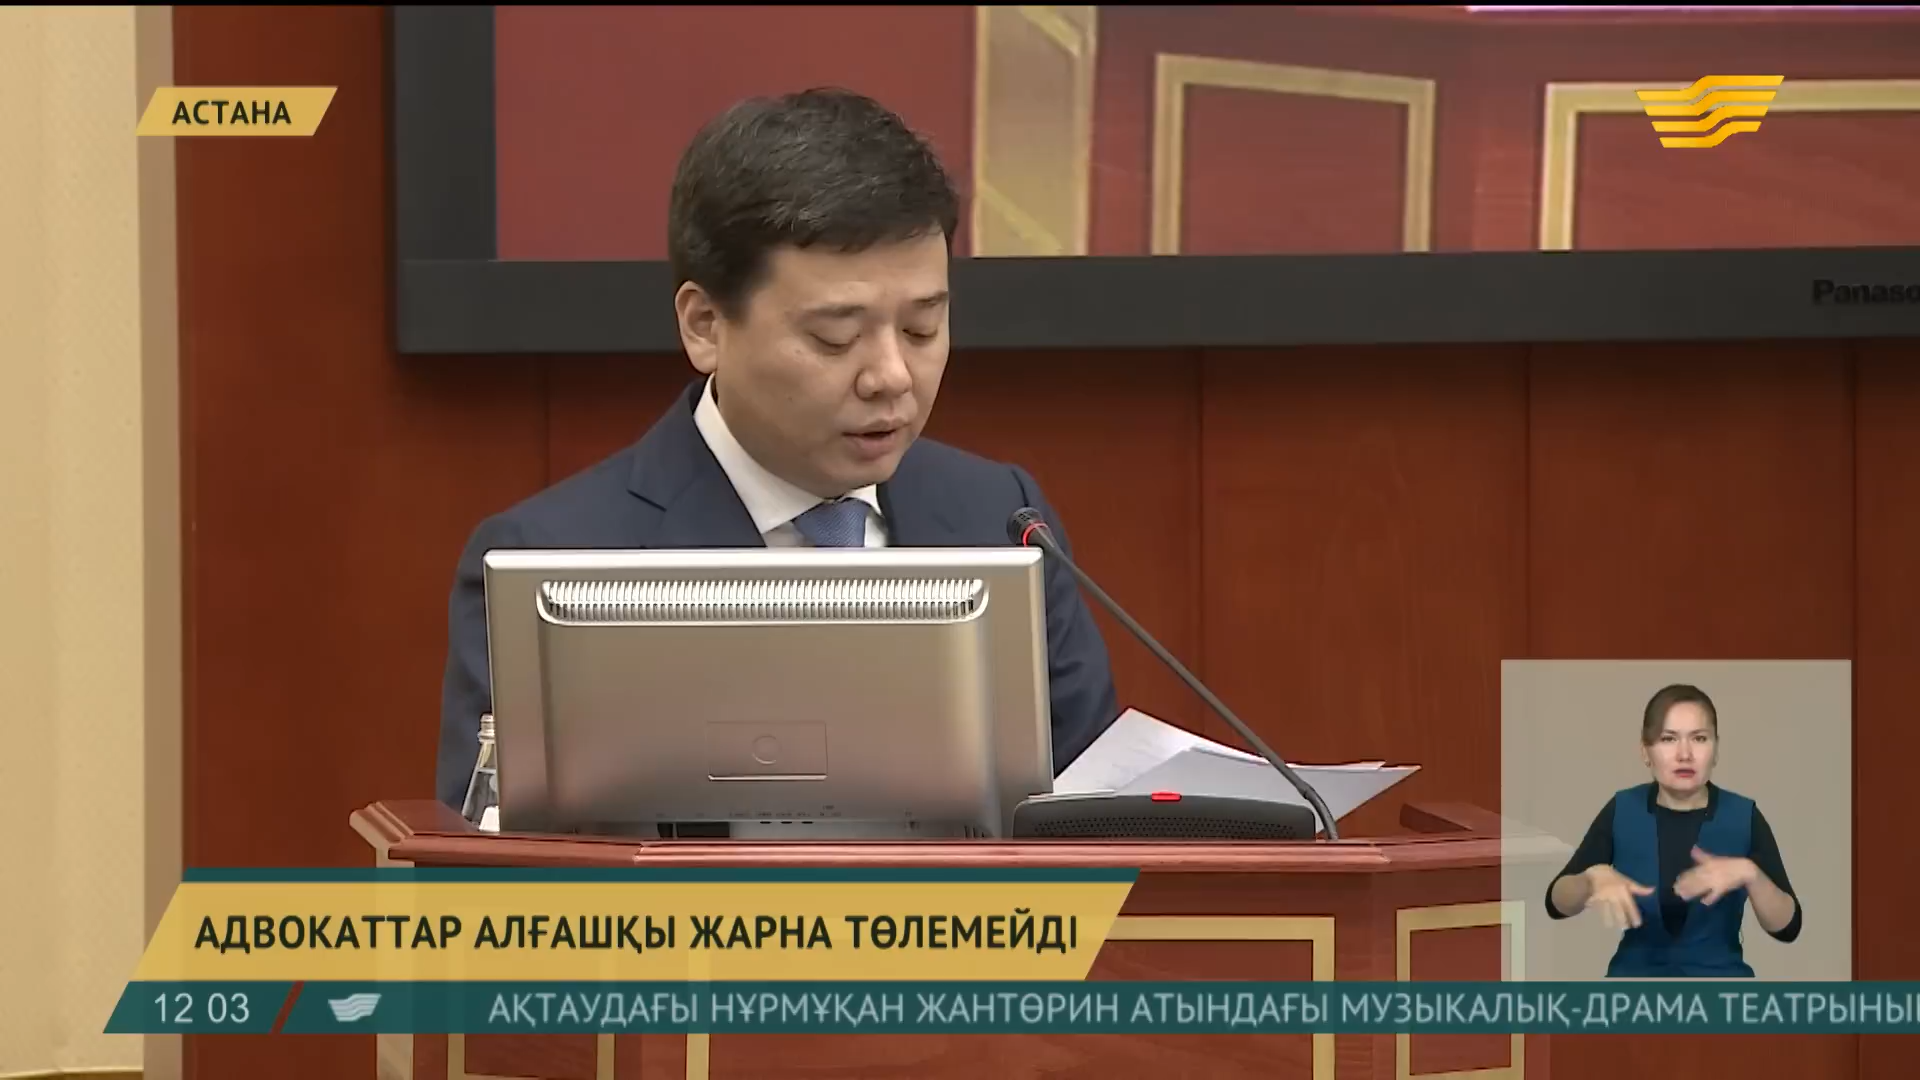 АСТАНА
Panaso
АДВОКАТТАР АЛҒАШҚЫ ЖАРНА ТӨЛЕМЕЙДІ
12 03
АҚТАУДАҒЫ НҰРМҰҚАН ЖАНТӨРИН АТЫНДАҒЫ МУЗЫКАЛЫҚ-ДРАМА ТЕАТРЫНЫ